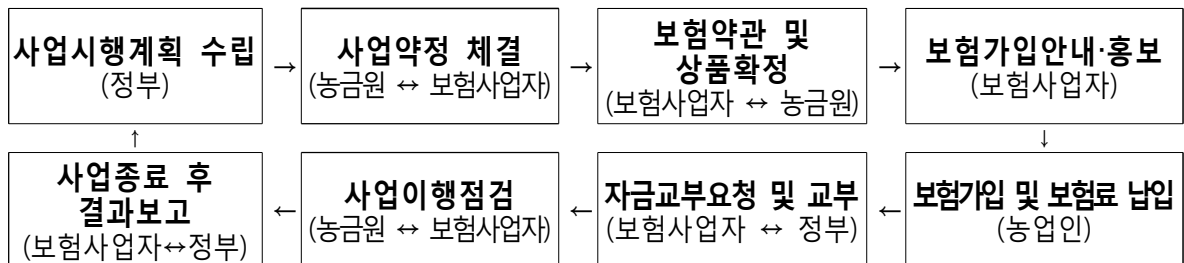 사업시행계획 수립
(정부)
→
사업약정 체결
(농금원 ↔ 보험사업자)
→
보험약관 및
상품확정
(보험사업자 ↔ 농금원)
→
보험가입안내·홍보
(보험사업자)
↑
↓
사업종료 후
결과보고
(보험사업자↔정부)
←
사업이행점검
(농금원 ↔ 보험사업자)
←
자금교부요청 및 교부
(보험사업자 ↔ 정부)
←
보험가입 및 보험료 납입
(농업인)